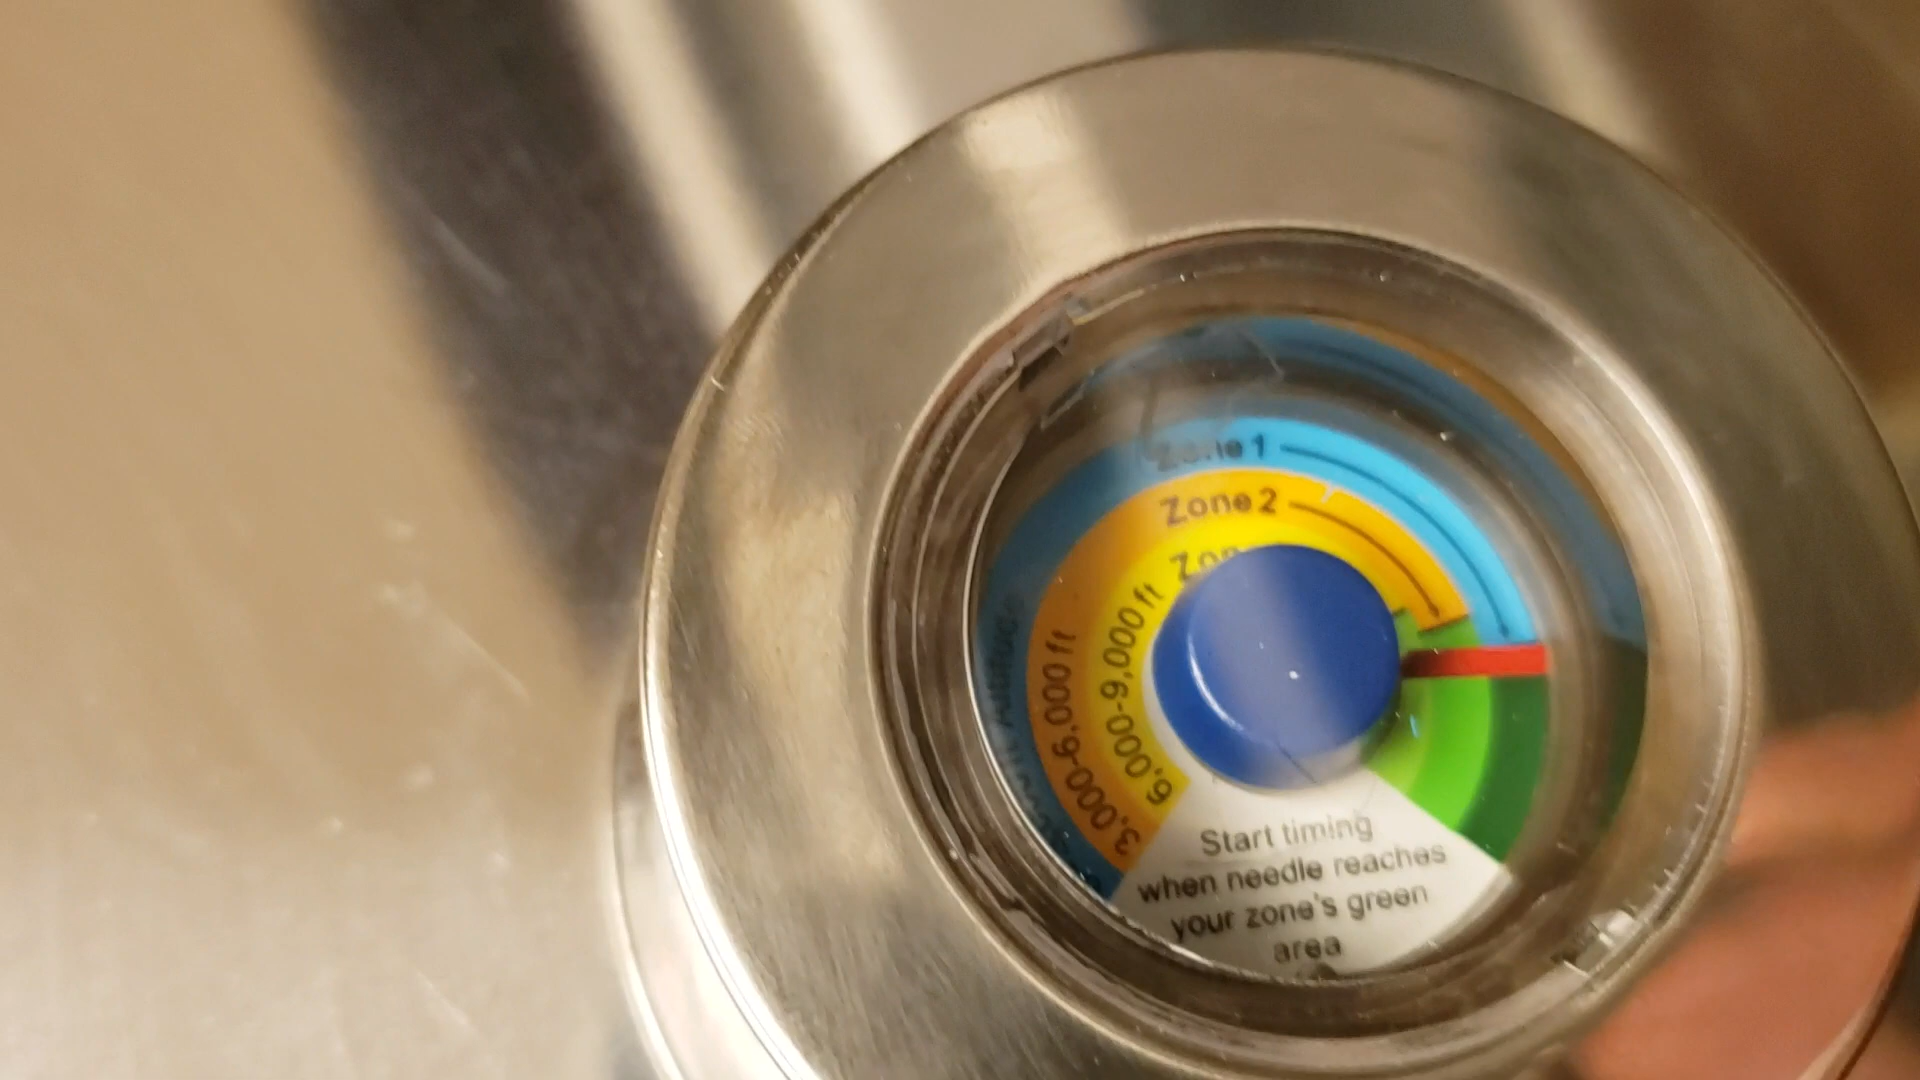 Zone 1
Zone 2
Zon
3,000-6,000 ft
6,000-9,000 ft
Start timing
when needle reaches
your zone's green
area